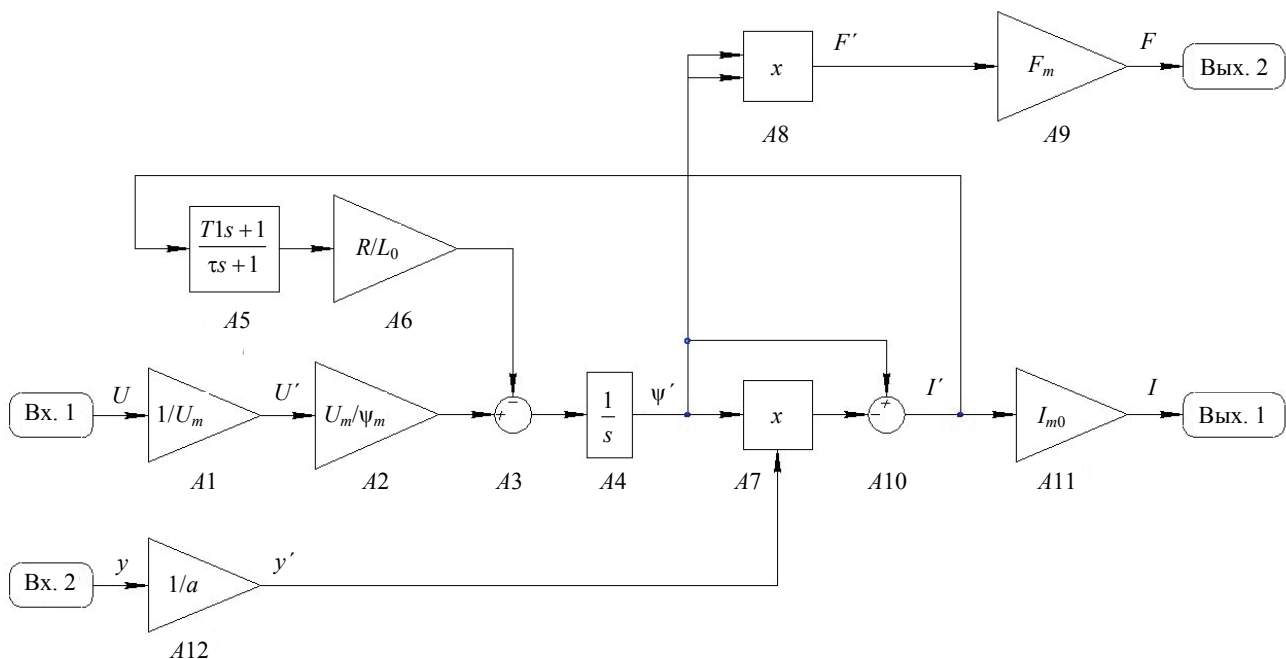 x
F´
F_m
F
Вых. 2
A8
A9
T1s + 1
τs + 1
R/L_0
A5
A6
Вх. 1
U
1/U_m
U´
U_m/ψ_m
−
+
1
s
ψ´
x
−
+
I´
I_m0
I
Вых. 1
A1
A2
A3
A4
A7
A10
A11
Вх. 2
y
1/a
y´
A12